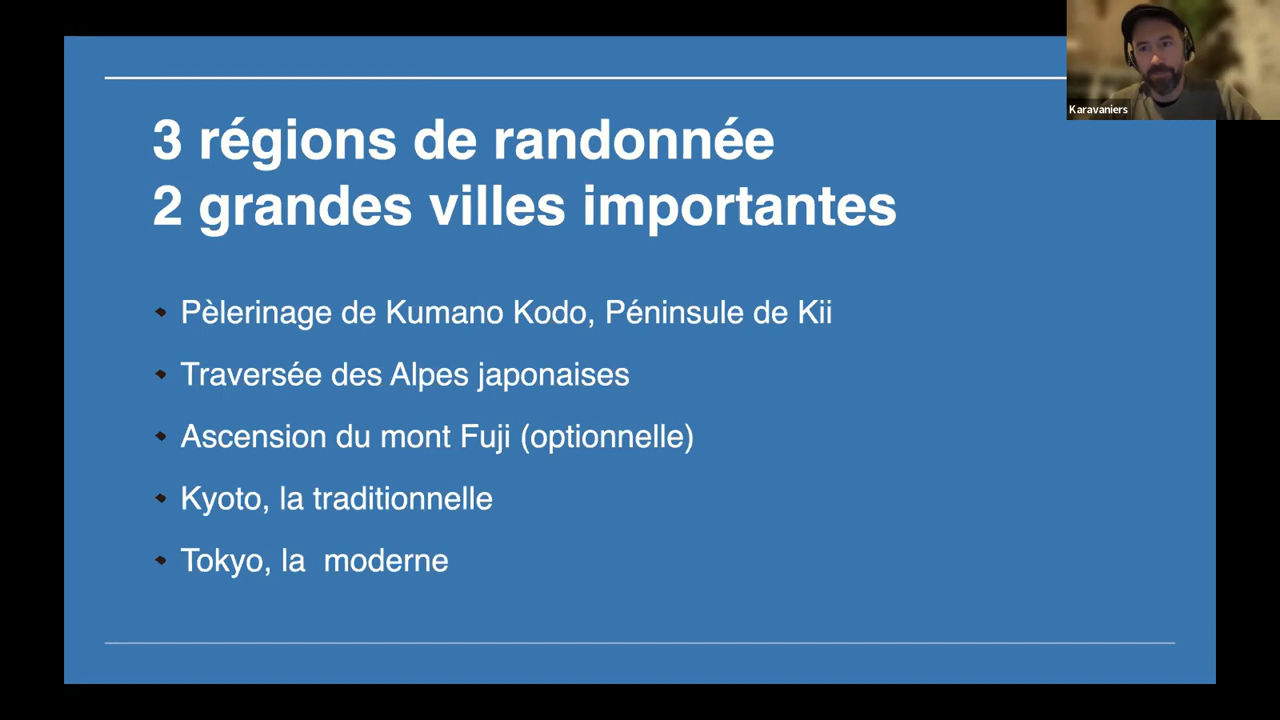 3 régions de randonnée
2 grandes villes importantes
Pèlerinage de Kumano Kodo, Péninsule de Kii
Traversée des Alpes japonaises
Ascension du mont Fuji (optionnelle)
Kyoto, la traditionnelle
Tokyo, la  moderne
Karavaniers